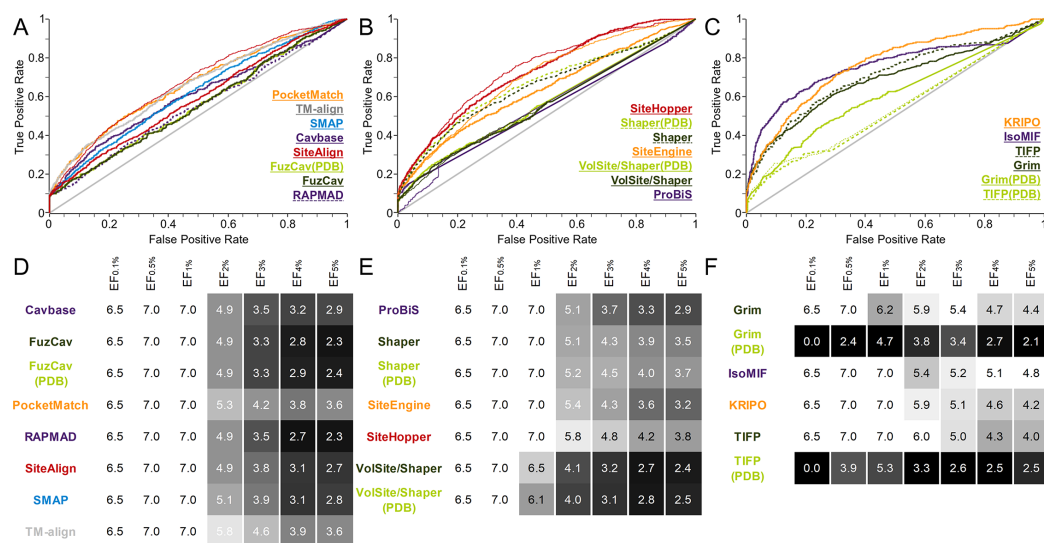 A
B
C
True Positive Rate
1
0.8
0.6
0.4
0.2
0
0 0.2 0.4 0.6 0.8 1
False Positive Rate
PocketMatch
TM-align
SMAP
Cavbase
SiteAlign
FuzCav(PDB)
FuzCav
RAPMAD
True Positive Rate
1
0.8
0.6
0.4
0.2
0
0 0.2 0.4 0.6 0.8 1
False Positive Rate
SiteHopper
Shaper(PDB)
Shaper
SiteEngine
VolSite/Shaper(PDB)
VolSite/Shaper
ProBiS
True Positive Rate
1
0.8
0.6
0.4
0.2
0
0 0.2 0.4 0.6 0.8 1
False Positive Rate
KRIPO
IsoMIF
TIFP
Grim
Grim(PDB)
TIFP(PDB)
D
EF0.1% EF0.5% EF1% EF2% EF3% EF4% EF5%
Cavbase 6.5 7.0 7.0 4.9 3.5 3.2 2.9
FuzCav 6.5 7.0 7.0 4.9 3.3 2.8 2.3
FuzCav
(PDB) 6.5 7.0 7.0 4.9 3.3 2.9 2.4
PocketMatch 6.5 7.0 7.0 5.3 4.2 3.8 3.6
RAPMAD 6.5 7.0 7.0 4.9 3.5 2.7 2.3
SiteAlign 6.5 7.0 7.0 4.9 3.8 3.1 2.7
SMAP 6.5 7.0 7.0 5.1 3.9 3.1 2.8
TM-align 6.5 7.0 7.0 5.8 4.6 3.9 3.6
E
EF0.1% EF0.5% EF1% EF2% EF3% EF4% EF5%
ProBiS 6.5 7.0 7.0 5.1 3.7 3.3 2.9
Shaper 6.5 7.0 7.0 5.1 4.3 3.9 3.5
Shaper
(PDB) 6.5 7.0 7.0 5.2 4.5 4.0 3.7
SiteEngine 6.5 7.0 7.0 5.4 4.3 3.6 3.2
SiteHopper 6.5 7.0 7.0 5.8 4.8 4.2 3.8
VolSite/Shaper 6.5 7.0 6.5 4.1 3.2 2.7 2.4
VolSite/Shaper
(PDB) 6.5 7.0 6.1 4.0 3.1 2.8 2.5
F
EF0.1% EF0.5% EF1% EF2% EF3% EF4% EF5%
Grim 6.5 7.0 6.2 5.9 5.4 4.7 4.4
Grim
(PDB) 0.0 2.4 4.7 3.8 3.4 2.7 2.1
IsoMIF 6.5 7.0 7.0 5.4 5.2 5.1 4.8
KRIPO 6.5 7.0 7.0 5.9 5.1 4.6 4.2
TIFP 6.5 7.0 7.0 6.0 5.0 4.3 4.0
TIFP
(PDB) 0.0 3.9 5.3 3.3 2.6 2.5 2.5